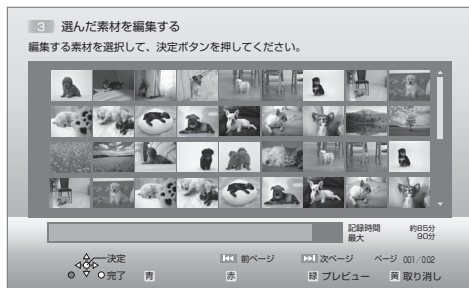 3 選んだ素材を編集する
編集する素材を選択して、決定ボタンを押してください。
記録時間 約85分
最大 90分
決定
完了
青
赤
前ページ
次ページ
ページ 001/002
緑 プレビュー
黄 取り消し